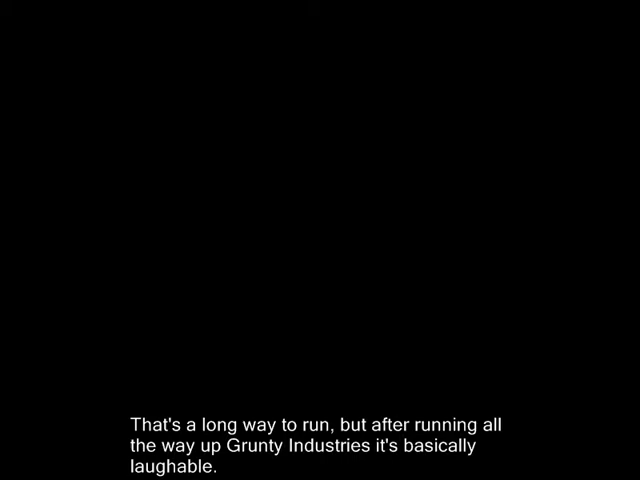 That's a long way to run, but after running all
the way up Grunty Industries it's basically
laughable.